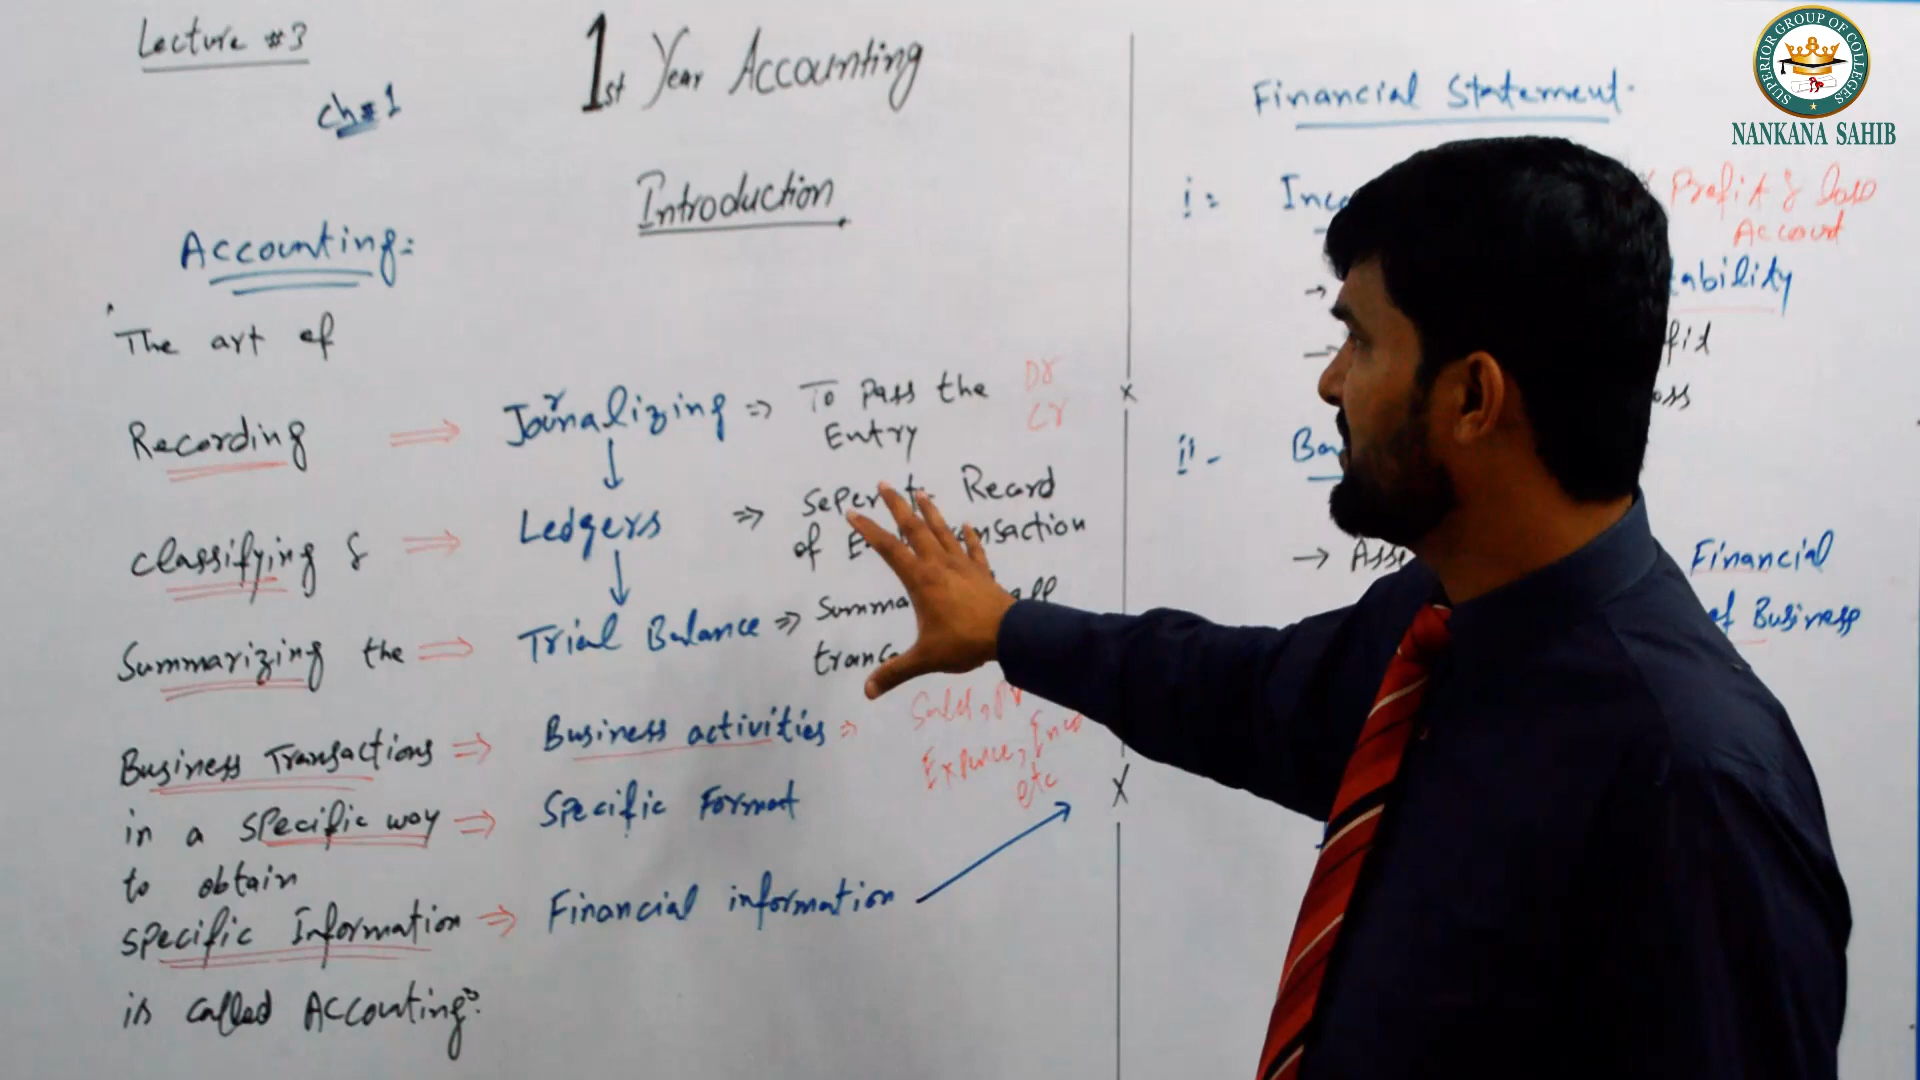 Lecture #3
ch#1
1st Year Accounting
Introduction
Accounting:
The art of
Recording ⇒ Journalizing ⇒ To Pass the Dr
Entry Cr
↓
classifying & ⇒ Ledgers ⇒ Record
of
↓
Summarizing the ⇒ Trial Balance ⇒
Business Transactions ⇒ Business activities ⇒
Expence,
etc
in a specific way ⇒ Specific Format
to obtain
specific Information ⇒ Financial information
is called Accounting.
Financial Statement.
i =
Profit & loss
Account
→
→
ii -
→
Financial
of Business
SUPERIOR GROUP OF COLLEGES
NANKANA SAHIB